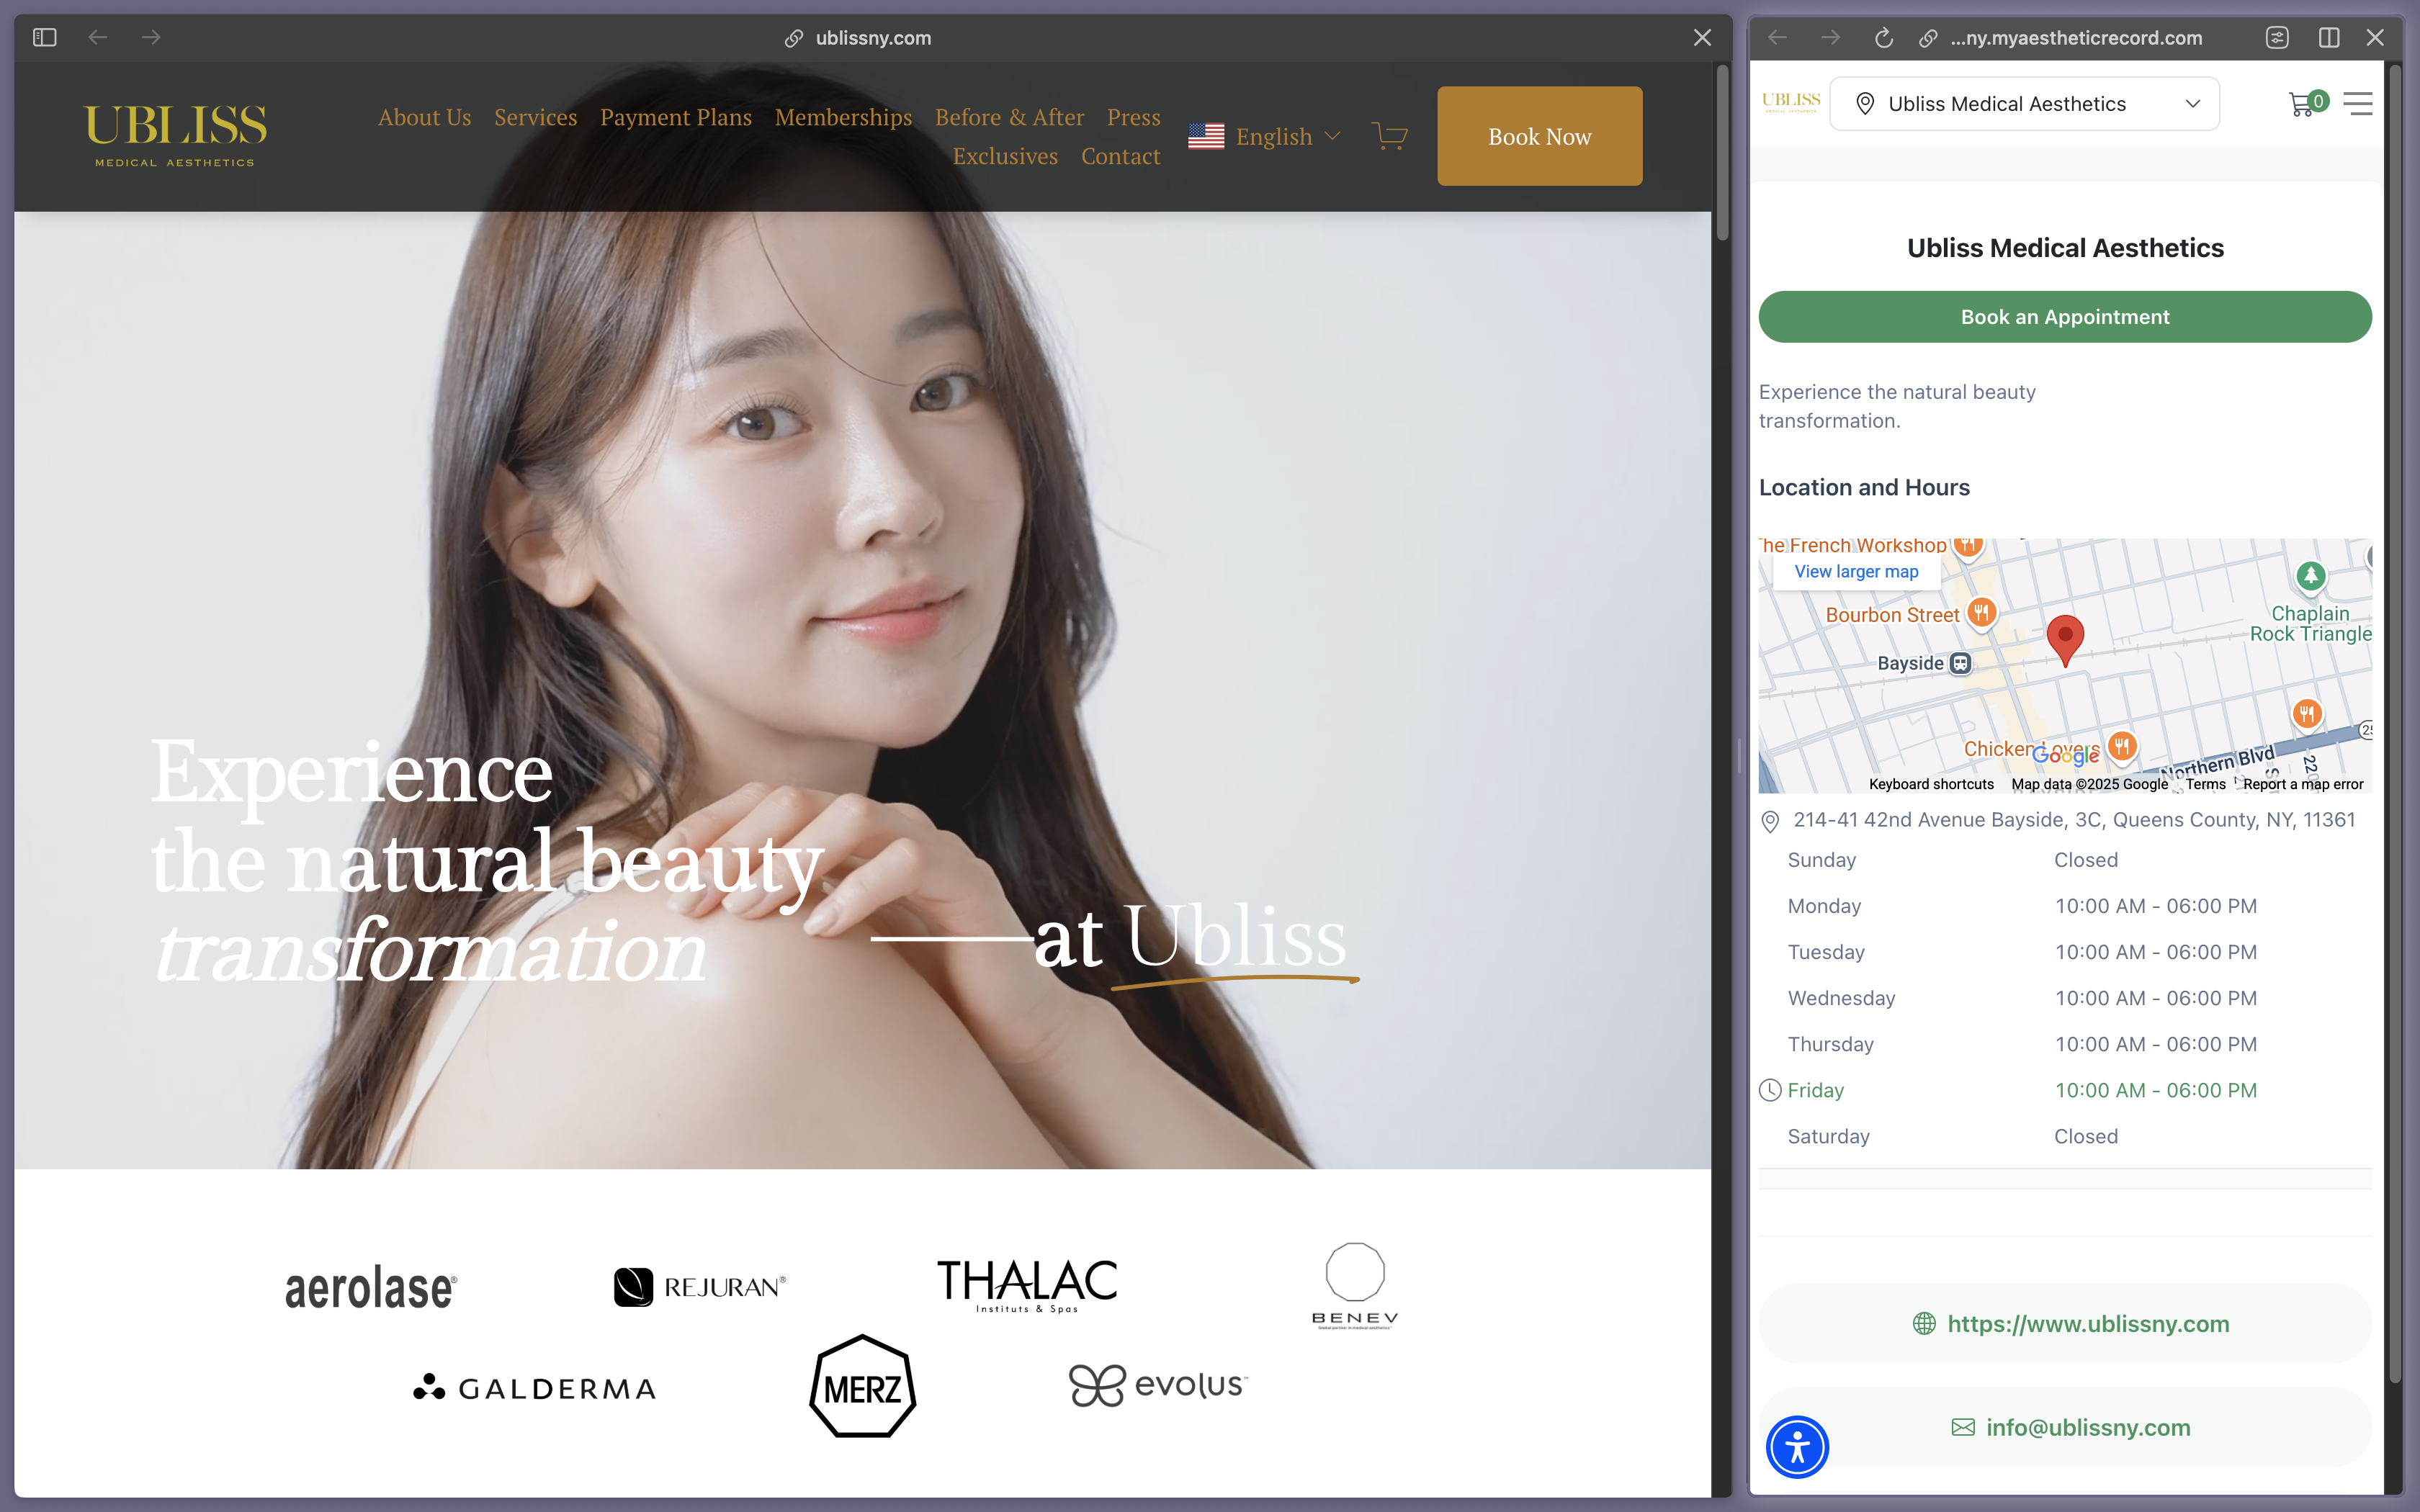 ublissny.com
UBLISS
MEDICAL AESTHETICS
About Us Services Payment Plans Memberships Before & After Press
Exclusives Contact
English
Book Now
Experience
the natural beauty
transformation
at Ubliss
aerolase®
REJURAN®
THALAC
Instituts & Spas
BENEV
GALDERMA
MERZ
evolus™
...ny.myaestheticrecord.com
UBLISS
Ubliss Medical Aesthetics
0
Ubliss Medical Aesthetics
Book an Appointment
Experience the natural beauty
transformation.
Location and Hours
he French Workshop
View larger map
Bourbon Street
Chaplain
Rock Triangle
Bayside
Chicken Lovers
Google
Northern Blvd
Keyboard shortcuts Map data ©2025 Google Terms Report a map error
214-41 42nd Avenue Bayside, 3C, Queens County, NY, 11361
Sunday Closed
Monday 10:00 AM - 06:00 PM
Tuesday 10:00 AM - 06:00 PM
Wednesday 10:00 AM - 06:00 PM
Thursday 10:00 AM - 06:00 PM
Friday 10:00 AM - 06:00 PM
Saturday Closed
https://www.ublissny.com
info@ublissny.com